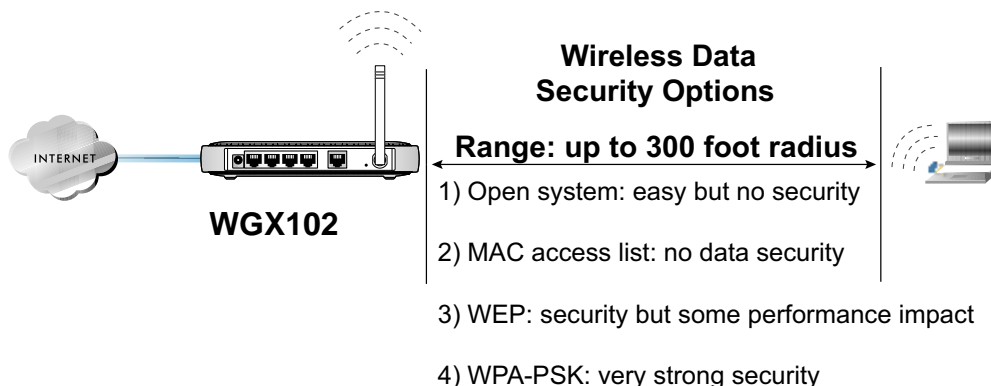 Wireless Data
Security Options
INTERNET
Range: up to 300 foot radius
WGX102
1) Open system: easy but no security
2) MAC access list: no data security
3) WEP: security but some performance impact
4) WPA-PSK: very strong security